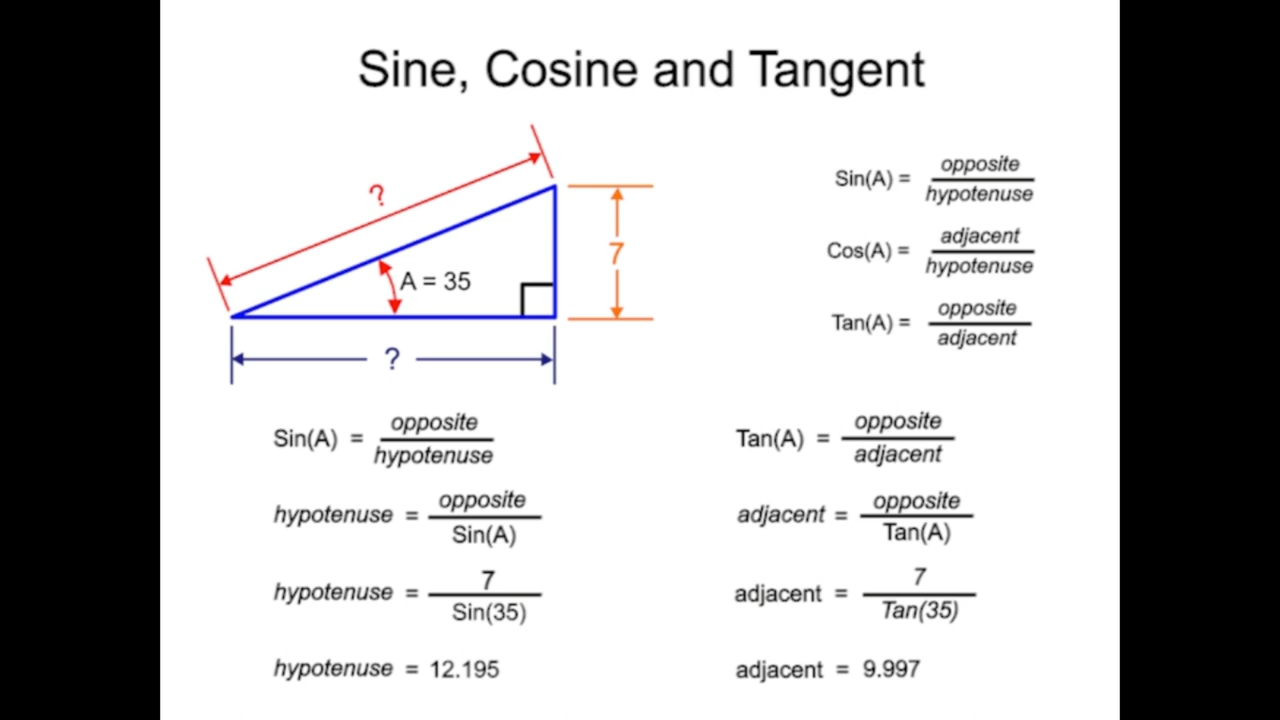 Sine, Cosine and Tangent
?
A = 35
7
?
Sin(A) = opposite
hypotenuse
Cos(A) = adjacent
hypotenuse
Tan(A) = opposite
adjacent
Sin(A) = opposite
hypotenuse
hypotenuse = opposite
Sin(A)
hypotenuse = 7
Sin(35)
hypotenuse = 12.195
Tan(A) = opposite
adjacent
adjacent = opposite
Tan(A)
adjacent = 7
Tan(35)
adjacent = 9.997